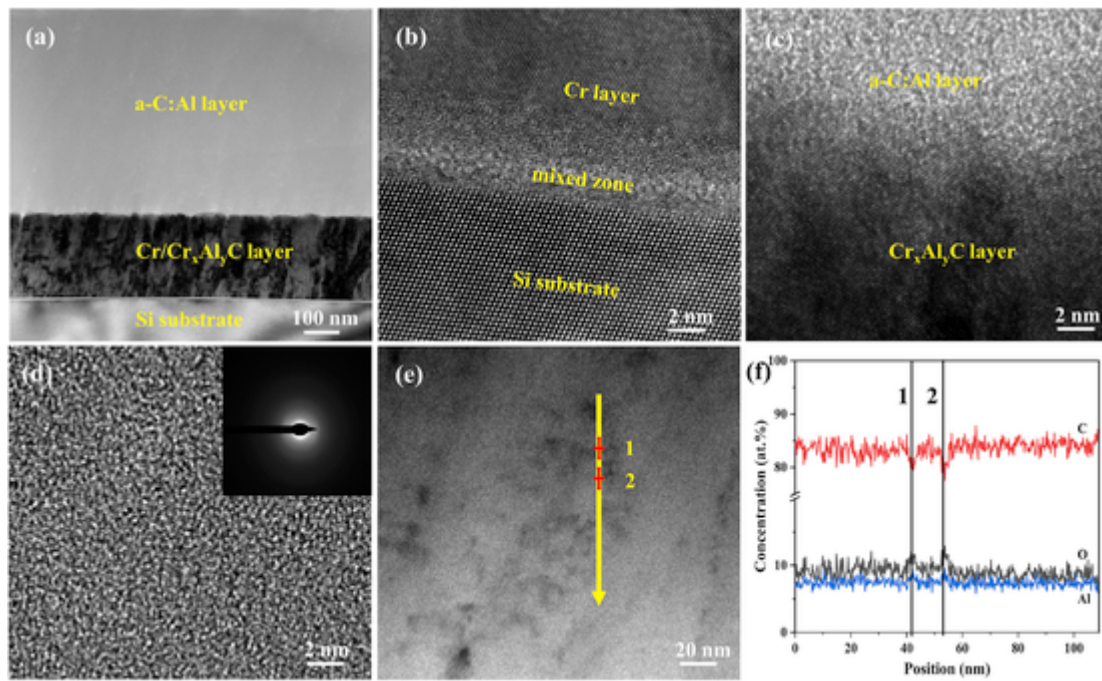 (a)
a-C:Al layer
Cr/CrₓAlᵧC layer
Si substrate
100 nm
(b)
Cr layer
mixed zone
Si substrate
2 nm
(c)
a-C:Al layer
CrₓAlᵧC layer
2 nm
(d)
2 nm
(e)
1
2
20 nm
(f)
1 2
C
O
Al
Concentration (at.%)
100
90
80
10
0
0 20 40 60 80 100
Position (nm)